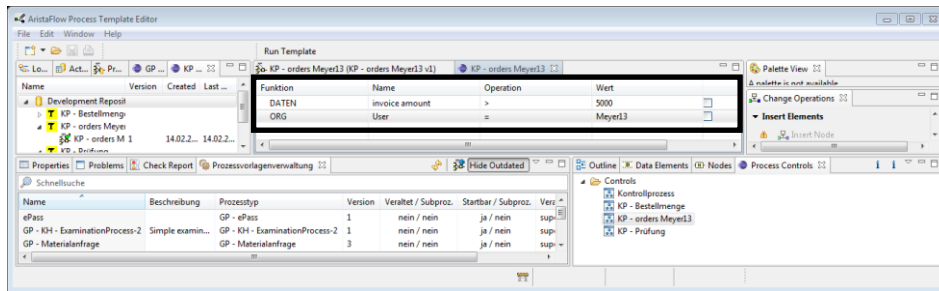 AristaFlow Process Template Editor
File Edit Window Help
Run Template
Lo... Act... Pr... GP ... KP ...
KP - orders Meyer13 (KP - orders Meyer13 v1) KP - orders Meyer13
Palette View
A palette is not available.
Name Version Created Last ...
Development Reposit
KP - Bestellmeng
KP - orders Meyer
KP - orders M 1 14.02.2... 14.02.2...
KP - Prüfung
Funktion Name Operation Wert
DATEN invoice amount > 5000
ORG User = Meyer13
Change Operations
Insert Elements
Insert Node
Properties Problems Check Report Prozessvorlagenverwaltung Hide Outdated
Schnellsuche
Name Beschreibung Prozesstyp Version Veraltet / Subproz. Startbar / Subproz. Vera
ePass GP - ePass 1 nein / nein ja / nein sup
GP - KH - ExaminationProcess-2 Simple examin... GP - KH - ExaminationProcess-2 1 nein / nein ja / nein sup
GP - Materialanfrage GP - Materialanfrage 3 nein / nein ja / nein sup
Outline Data Elements Nodes Process Controls
Controls
Kontrollprozess
KP - Bestellmenge
KP - orders Meyer13
KP - Prüfung